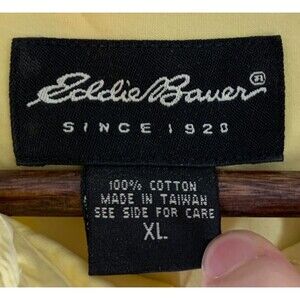 Eddie Bauer®
SINCE 1920
100% COTTON
MADE IN TAIWAN
SEE SIDE FOR CARE
XL